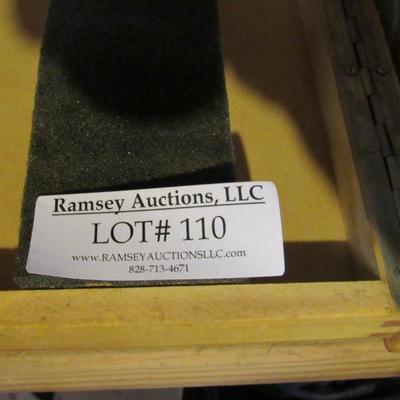 Ramsey Auctions, LLC
LOT# 110
www.RAMSEYAUCTIONSLLC.com
828-713-4671